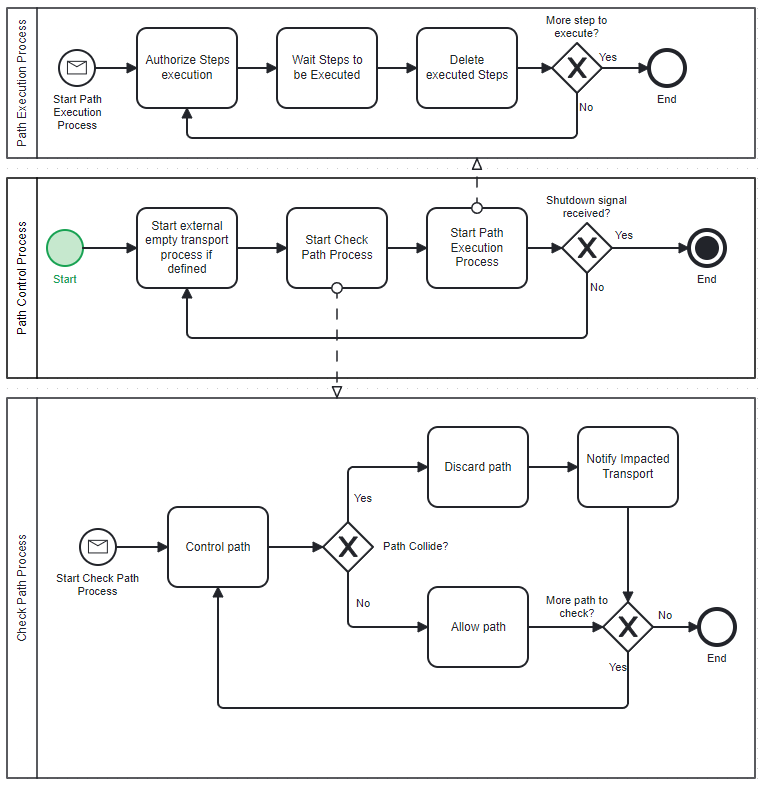 Path Execution Process
More step to
execute?
Authorize Steps
execution
Wait Steps to
be Executed
Delete
executed Steps
Yes
Start Path
Execution
Process
End
No
Path Control Process
Shutdown signal
received?
Start external
empty transport
process if
defined
Start Check
Path Process
Start Path
Execution
Process
Yes
Start
End
No
Check Path Process
Discard path
Notify Impacted
Transport
Yes
Control path
Path Collide?
Start Check Path
Process
No
Allow path
More path to
check?
No
End
Yes